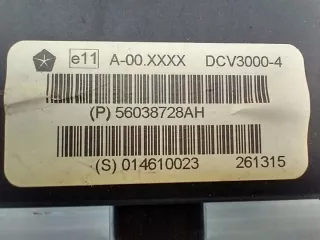 e11 A-00.XXXX DCV3000-4
(P) 56038728AH
(S) 014610023 261315